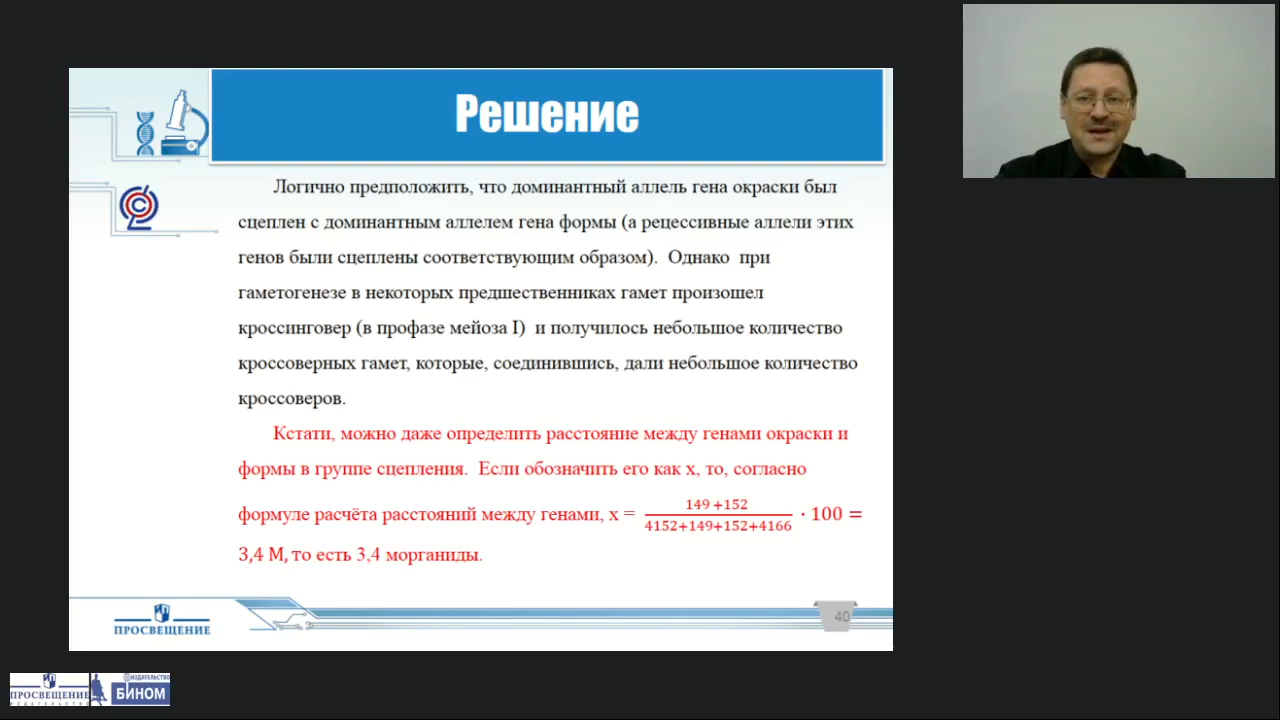 Решение
Логично предположить, что доминантный аллель гена окраски был
сцеплен с доминантным аллелем гена формы (а рецессивные аллели этих
генов были сцеплены соответствующим образом). Однако при
гаметогенезе в некоторых предшественниках гамет произошел
кроссинговер (в профазе мейоза I) и получилось небольшое количество
кроссоверных гамет, которые, соединившись, дали небольшое количество
кроссоверов.
Кстати, можно даже определить расстояние между генами окраски и
формы в группе сцепления. Если обозначить его как х, то, согласно
формуле расчёта расстояний между генами, х = (149 +152)/(4152+149+152+4166) · 100 =
3,4 М, то есть 3,4 морганиды.
ПРОСВЕЩЕНИЕ
40
ПРОСВЕЩЕНИЕ
ИЗДАТЕЛЬСТВО
ИЗДАТЕЛЬСТВО
БИНОМ